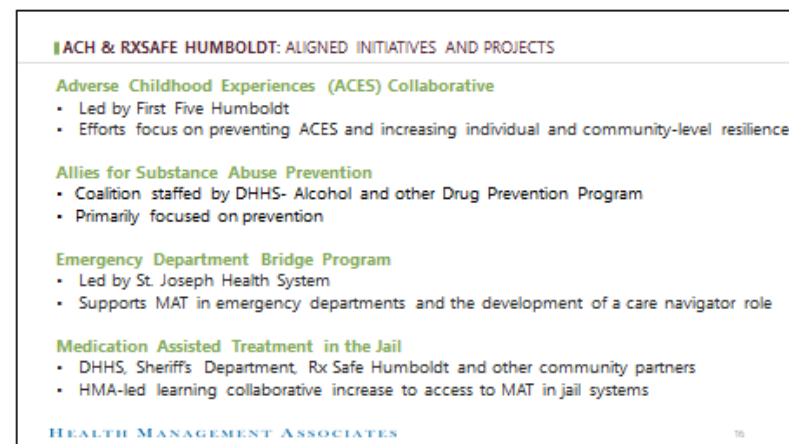 ACH & RXSAFE HUMBOLDT: ALIGNED INITIATIVES AND PROJECTS
Adverse Childhood Experiences (ACES) Collaborative
▪ Led by First Five Humboldt
▪ Efforts focus on preventing ACES and increasing individual and community-level resilience
Allies for Substance Abuse Prevention
▪ Coalition staffed by DHHS- Alcohol and other Drug Prevention Program
▪ Primarily focused on prevention
Emergency Department Bridge Program
▪ Led by St. Joseph Health System
▪ Supports MAT in emergency departments and the development of a care navigator role
Medication Assisted Treatment in the Jail
▪ DHHS, Sheriff's Department, Rx Safe Humboldt and other community partners
▪ HMA-led learning collaborative increase to access to MAT in jail systems
HEALTH MANAGEMENT ASSOCIATES
16